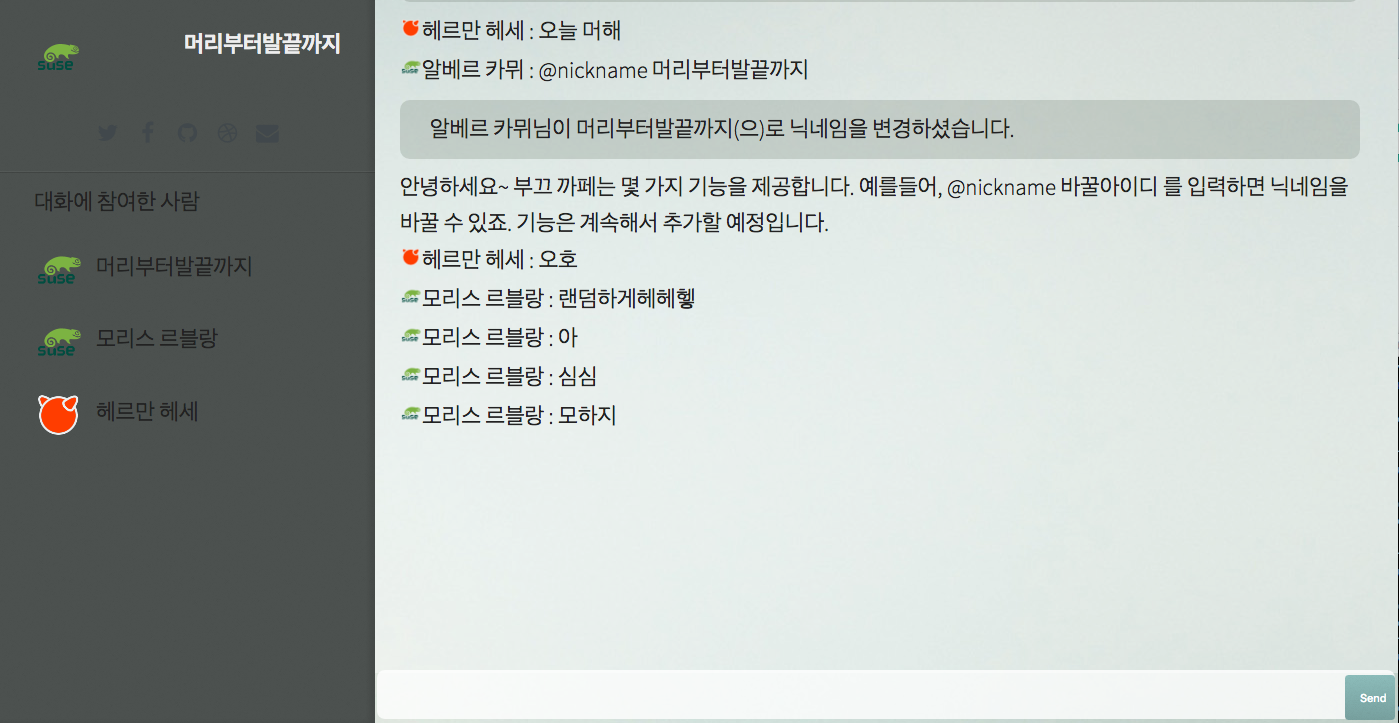 suse
머리부터발끝까지
대화에 참여한 사람
suse
머리부터발끝까지
suse
모리스 르블랑
헤르만 헤세
헤르만 헤세 : 오늘 머해
suse
알베르 카뮈 : @nickname 머리부터발끝까지
알베르 카뮈님이 머리부터발끝까지(으)로 닉네임을 변경하셨습니다.
안녕하세요~ 부끄 까페는 몇 가지 기능을 제공합니다. 예를들어, @nickname 바꿀아이디 를 입력하면 닉네임을
바꿀 수 있죠. 기능은 계속해서 추가할 예정입니다.
헤르만 헤세 : 오호
suse
모리스 르블랑 : 랜덤하게헤헤헿
suse
모리스 르블랑 : 아
suse
모리스 르블랑 : 심심
suse
모리스 르블랑 : 모하지
Send